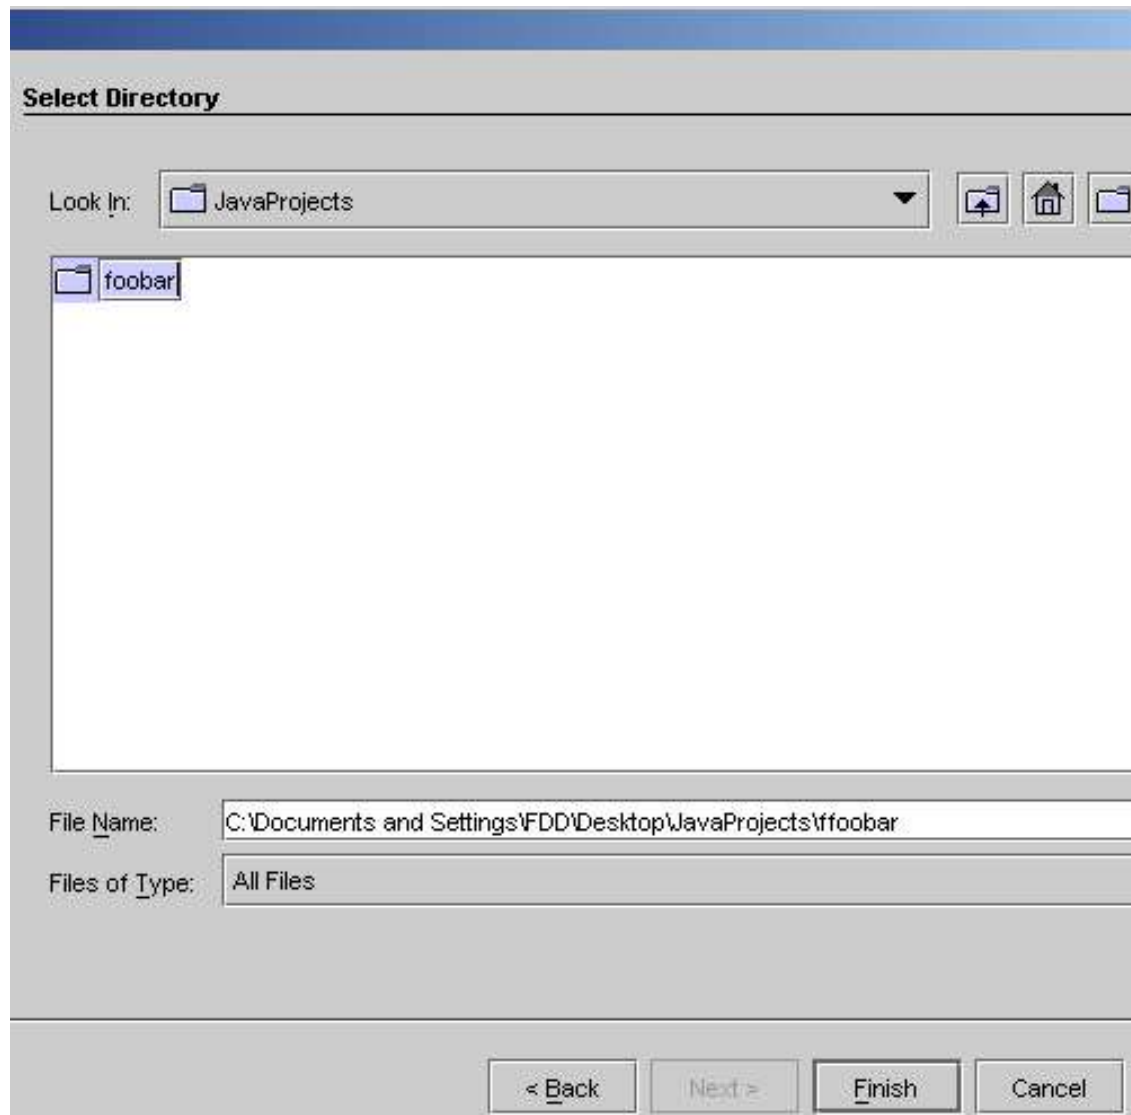 Select Directory
Look In: JavaProjects
foobar
File Name: C:\Documents and Settings\FDD\Desktop\JavaProjects\ffoobar
Files of Type: All Files
< Back Next > Finish Cancel